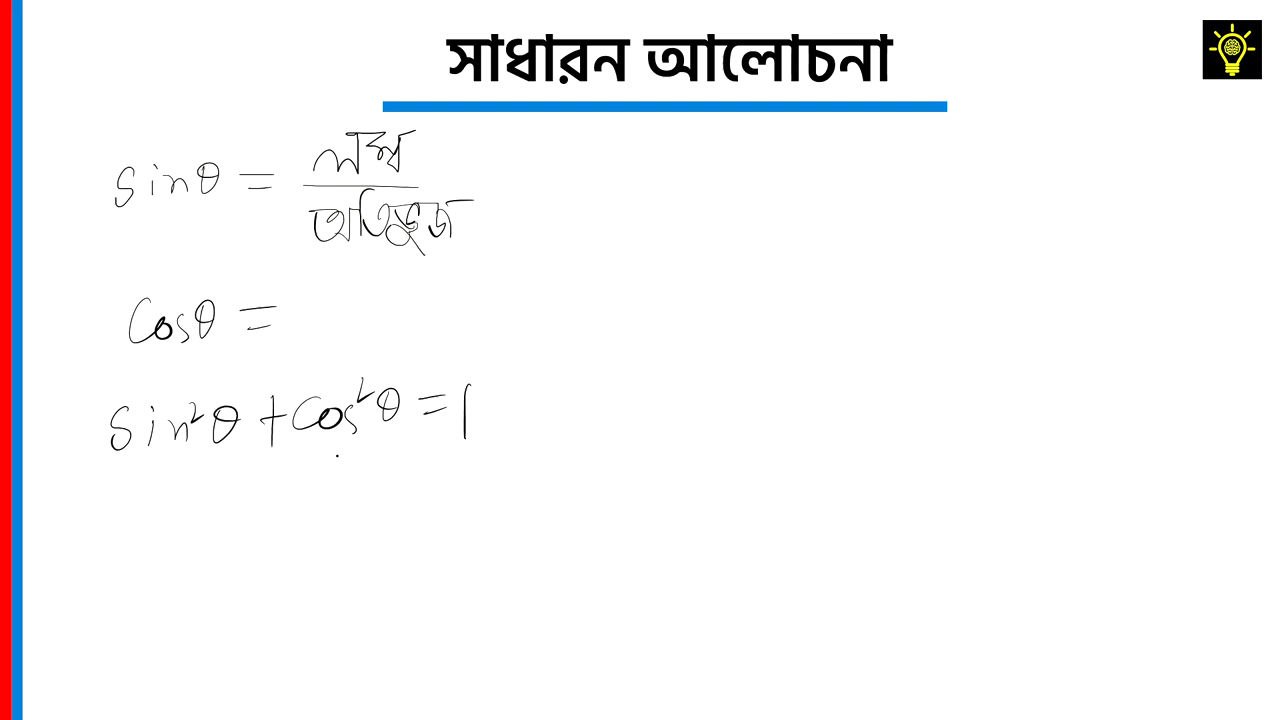 সাধারন আলোচনা
sinθ = লম্ব / অতিভুজ
cosθ =
sin²θ + cos²θ = 1